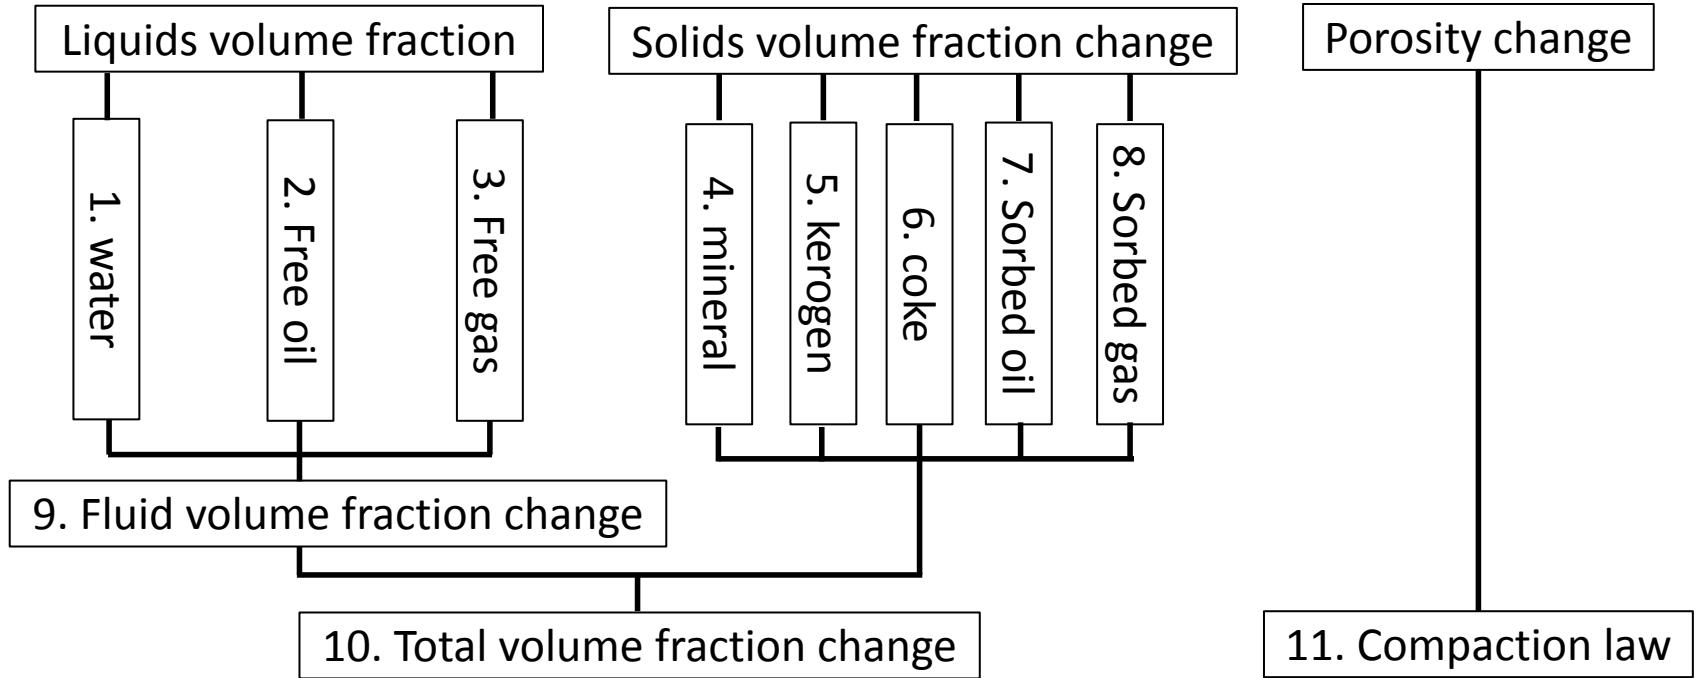 Liquids volume fraction
Solids volume fraction change
Porosity change
1. water
2. Free oil
3. Free gas
4. mineral
5. kerogen
6. coke
7. Sorbed oil
8. Sorbed gas
9. Fluid volume fraction change
10. Total volume fraction change
11. Compaction law